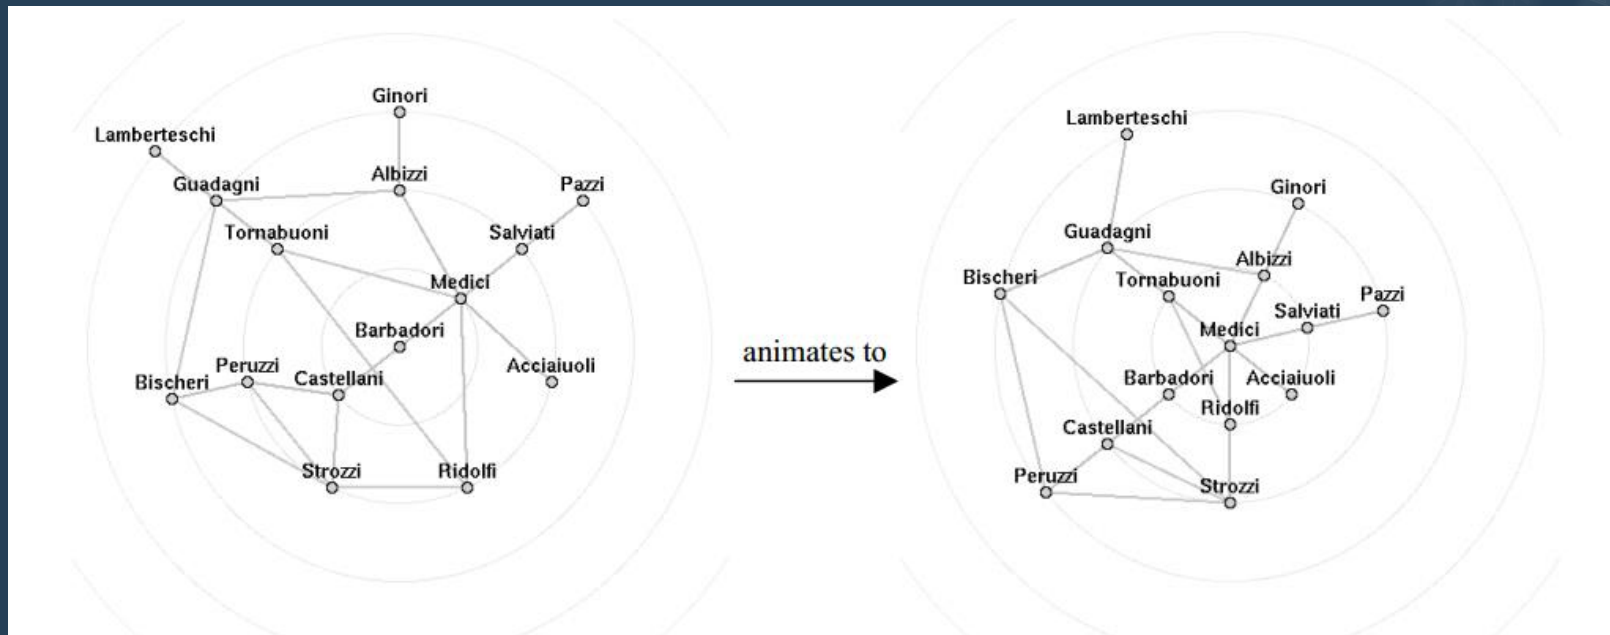 Ginori
Lamberteschi
Albizzi
Guadagni
Pazzi
Tornabuoni
Salviati
Medici
Barbadori
Peruzzi
Acciaiuoli
Castellani
Bischeri
Strozzi
Ridolfi
animates to
Lamberteschi
Ginori
Guadagni
Albizzi
Bischeri
Tornabuoni
Pazzi
Salviati
Medici
Barbadori
Acciaiuoli
Ridolfi
Castellani
Peruzzi
Strozzi